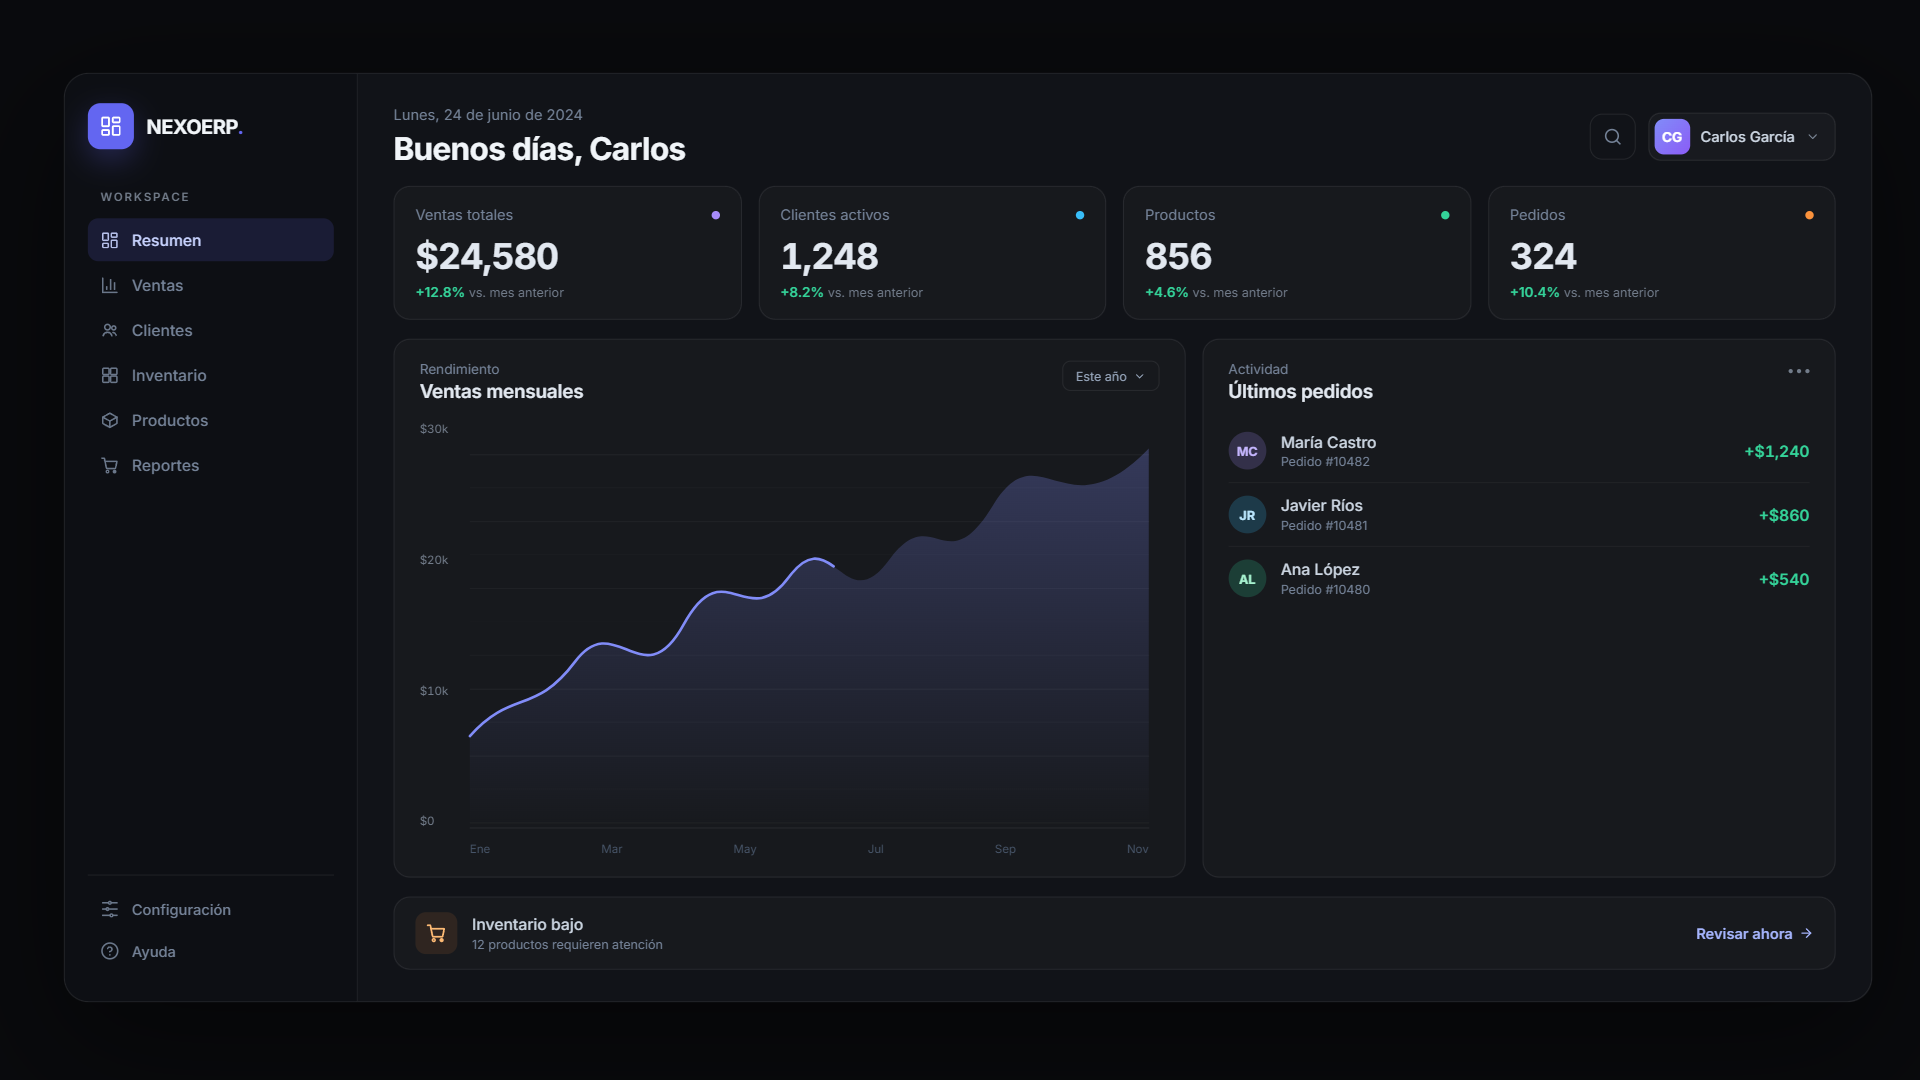 NEXOERP.
WORKSPACE
Resumen
Ventas
Clientes
Inventario
Productos
Reportes
Configuración
Ayuda
Lunes, 24 de junio de 2024
Buenos días, Carlos
CG
Carlos García
Ventas totales
$24,580
+12.8% vs. mes anterior
Clientes activos
1,248
+8.2% vs. mes anterior
Productos
856
+4.6% vs. mes anterior
Pedidos
324
+10.4% vs. mes anterior
Rendimiento
Ventas mensuales
Este año
$30k
$20k
$10k
$0
Ene
Mar
May
Jul
Sep
Nov
Actividad
Últimos pedidos
MC
María Castro
Pedido #10482
+$1,240
JR
Javier Ríos
Pedido #10481
+$860
AL
Ana López
Pedido #10480
+$540
Inventario bajo
12 productos requieren atención
Revisar ahora